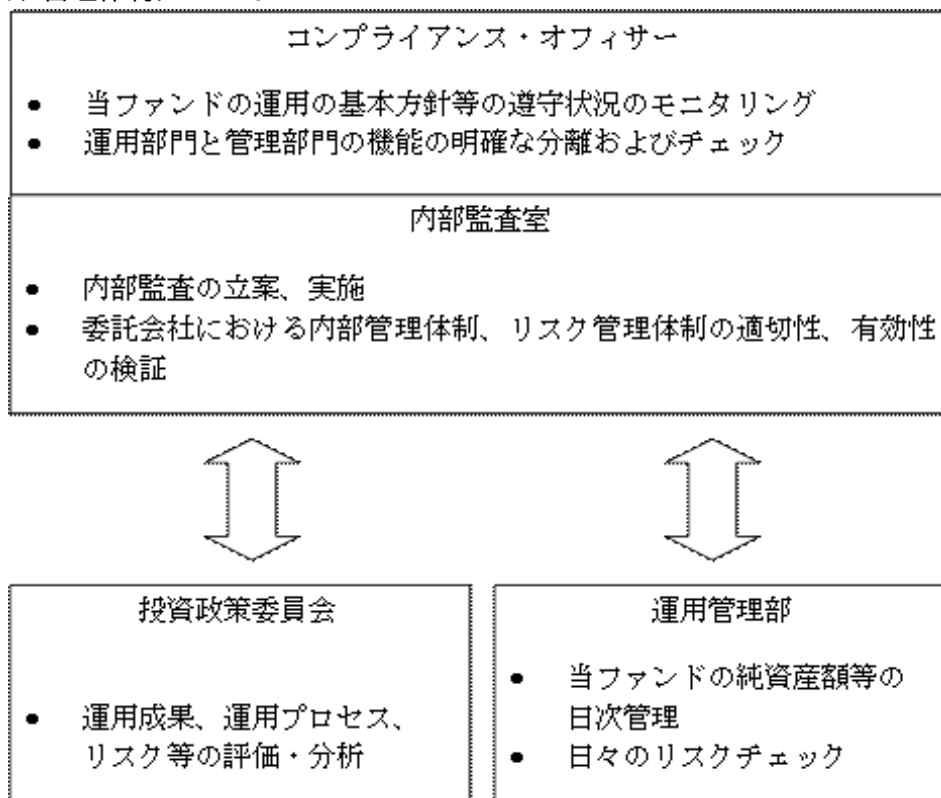 コンプライアンス・オフィサー
● 当ファンドの運用の基本方針等の遵守状況のモニタリング
● 運用部門と管理部門の機能の明確な分離およびチェック
内部監査室
● 内部監査の立案、実施
● 委託会社における内部管理体制、リスク管理体制の適切性、有効性
の検証
投資政策委員会
● 運用成果、運用プロセス、
リスク等の評価・分析
運用管理部
● 当ファンドの純資産額等の
日次管理
● 日々のリスクチェック